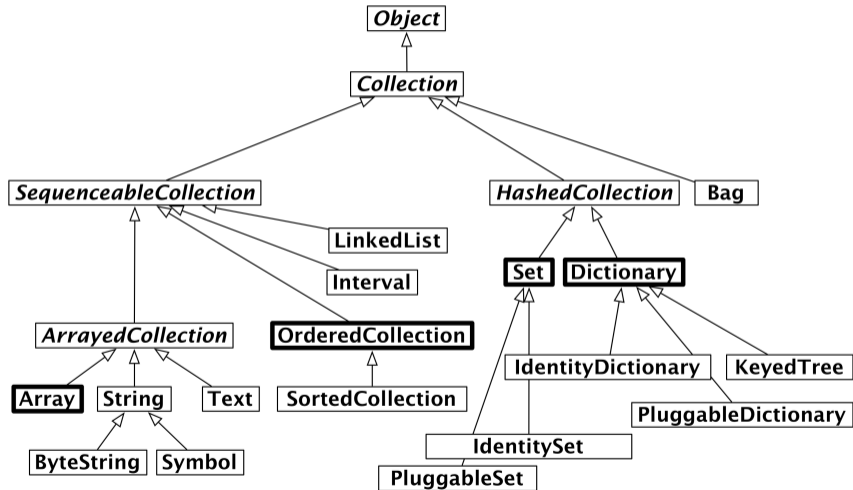 Object
Collection
SequenceableCollection
HashedCollection
Bag
LinkedList
Interval
Set
Dictionary
ArrayedCollection
OrderedCollection
IdentityDictionary
KeyedTree
Array
String
Text
SortedCollection
PluggableDictionary
IdentitySet
ByteString
Symbol
PluggableSet